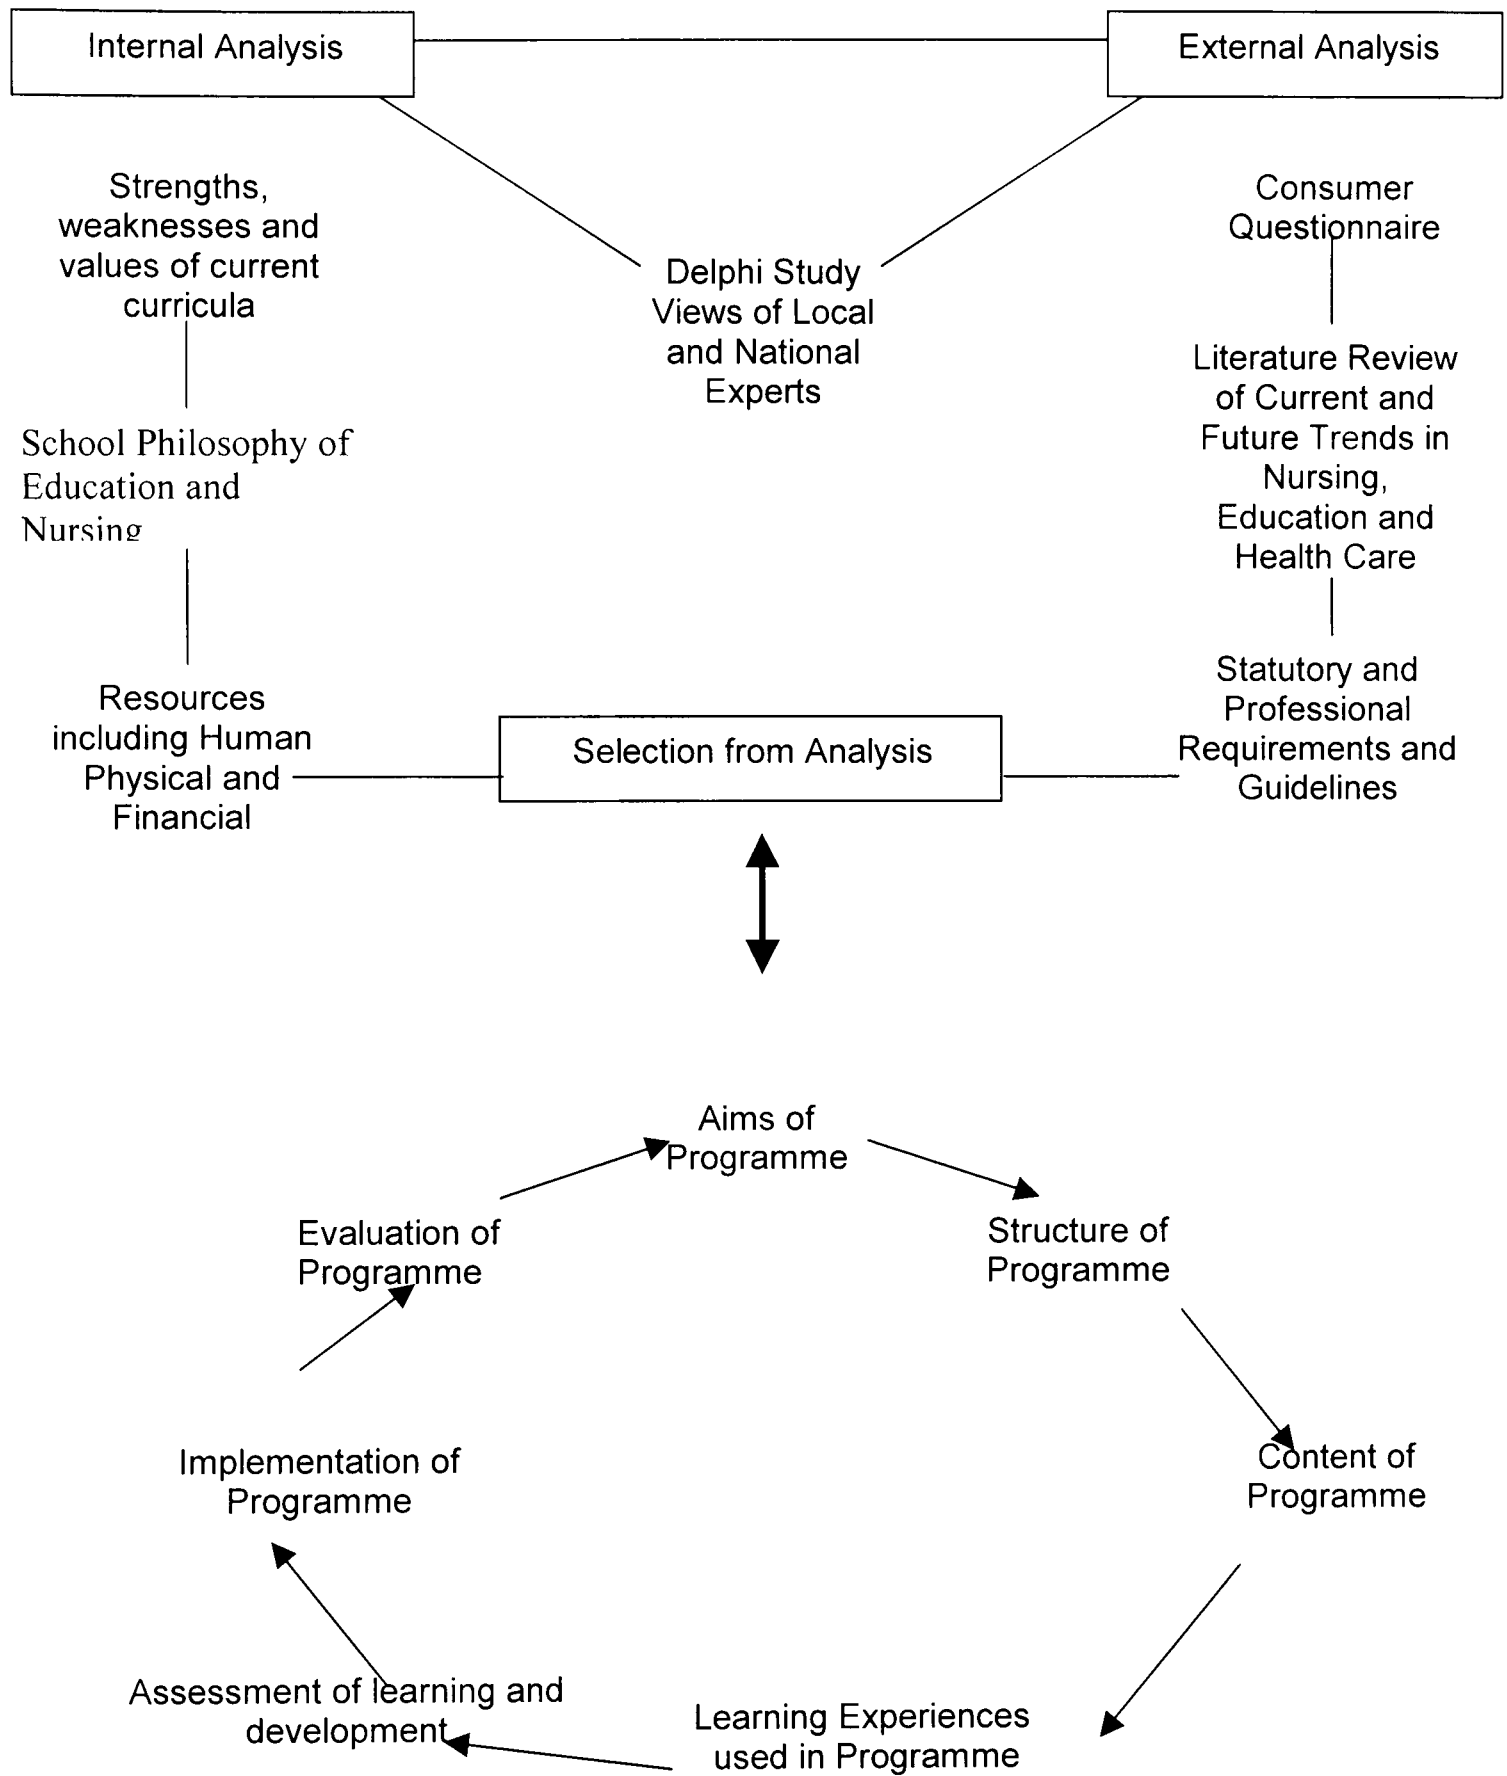 Internal Analysis
External Analysis
Strengths,
weaknesses and
values of current
curricula
Consumer
Questionnaire
Delphi Study
Views of Local
and National
Experts
School Philosophy of
Education and
Nursing
Literature Review
of Current and
Future Trends in
Nursing,
Education and
Health Care
Resources
including Human
Physical and
Financial
Selection from Analysis
Statutory and
Professional
Requirements and
Guidelines
Aims of
Programme
Structure of
Programme
Content of
Programme
Learning Experiences
used in Programme
Assessment of learning and
development
Implementation of
Programme
Evaluation of
Programme